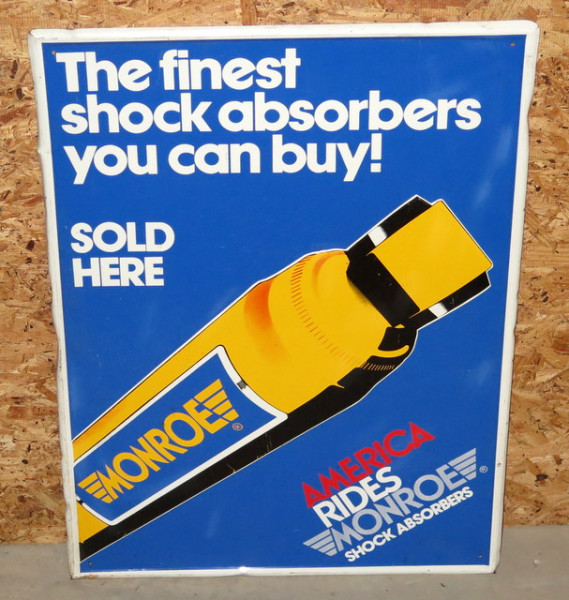 The finest
shock absorbers
you can buy!
SOLD
HERE
MONROE®
AMERICA
RIDES
MONROE®
SHOCK ABSORBERS